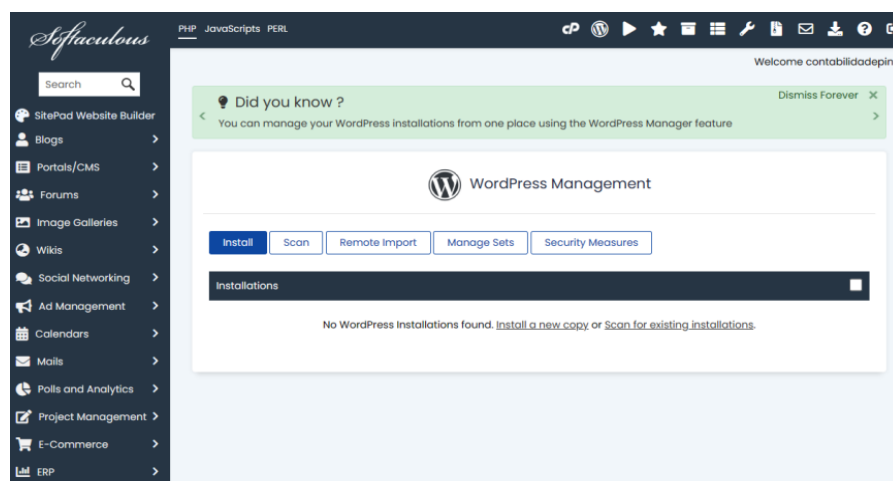 Softaculous
PHP JavaScripts PERL
Welcome contabilidadepin
Search
SitePad Website Builder
Blogs
Portals/CMS
Forums
Image Galleries
Wikis
Social Networking
Ad Management
Calendars
Mails
Polls and Analytics
Project Management
E-Commerce
ERP
Did you know ?
Dismiss Forever
You can manage your WordPress installations from one place using the WordPress Manager feature
WordPress Management
Install Scan Remote Import Manage Sets Security Measures
Installations
No WordPress Installations found. Install a new copy or Scan for existing installations.